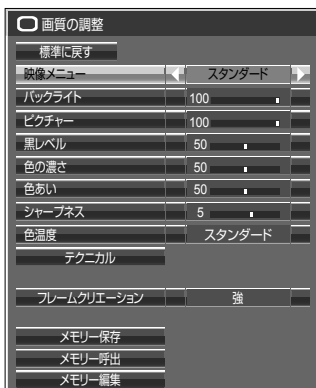 画質の調整
標準に戻す
映像メニュー スタンダード
バックライト 100
ピクチャー 100
黒レベル 50
色の濃さ 50
色あい 50
シャープネス 5
色温度 スタンダード
テクニカル
フレームクリエーション 強
メモリー保存
メモリー呼出
メモリー編集